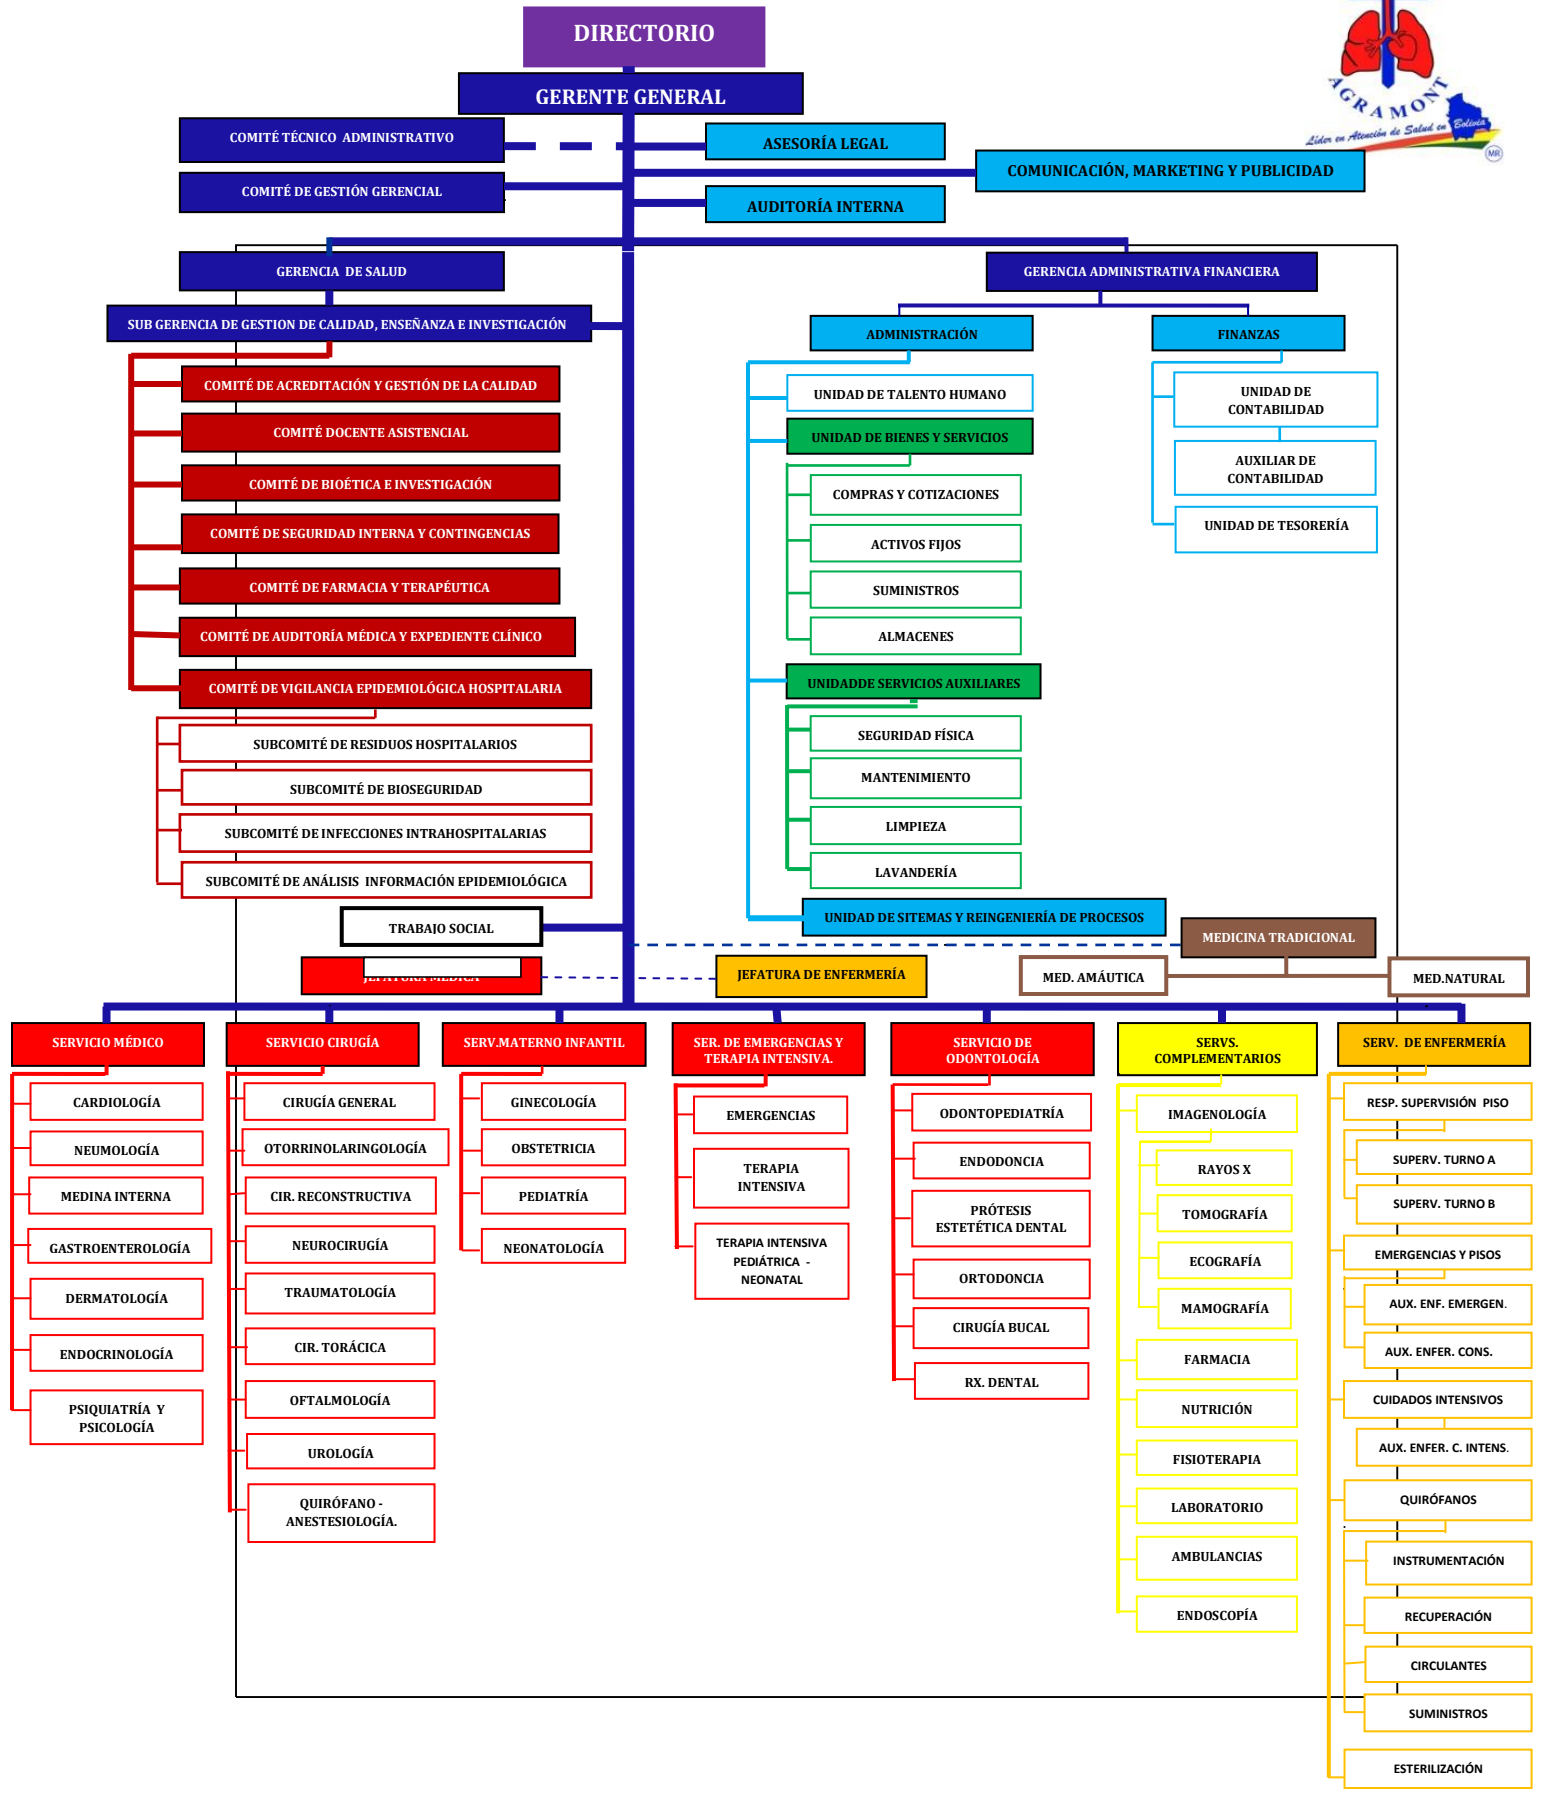 DIRECTORIO
GERENTE GENERAL
AGRAMONT
Líder en Atención de Salud en Bolivia
MR
COMITÉ TÉCNICO ADMINISTRATIVO
ASESORÍA LEGAL
COMUNICACIÓN, MARKETING Y PUBLICIDAD
COMITÉ DE GESTIÓN GERENCIAL
AUDITORÍA INTERNA
GERENCIA DE SALUD
GERENCIA ADMINISTRATIVA FINANCIERA
SUB GERENCIA DE GESTION DE CALIDAD, ENSEÑANZA E INVESTIGACIÓN
COMITÉ DE ACREDITACIÓN Y GESTIÓN DE LA CALIDAD
COMITÉ DOCENTE ASISTENCIAL
COMITÉ DE BIOÉTICA E INVESTIGACIÓN
COMITÉ DE SEGURIDAD INTERNA Y CONTINGENCIAS
COMITÉ DE FARMACIA Y TERAPÉUTICA
COMITÉ DE AUDITORÍA MÉDICA Y EXPEDIENTE CLÍNICO
COMITÉ DE VIGILANCIA EPIDEMIOLÓGICA HOSPITALARIA
SUBCOMITÉ DE RESIDUOS HOSPITALARIOS
SUBCOMITÉ DE BIOSEGURIDAD
SUBCOMITÉ DE INFECCIONES INTRAHOSPITALARIAS
SUBCOMITÉ DE ANÁLISIS INFORMACIÓN EPIDEMIOLÓGICA
ADMINISTRACIÓN
UNIDAD DE TALENTO HUMANO
UNIDAD DE BIENES Y SERVICIOS
COMPRAS Y COTIZACIONES
ACTIVOS FIJOS
SUMINISTROS
ALMACENES
UNIDADDE SERVICIOS AUXILIARES
SEGURIDAD FÍSICA
MANTENIMIENTO
LIMPIEZA
LAVANDERÍA
UNIDAD DE SITEMAS Y REINGENIERÍA DE PROCESOS
FINANZAS
UNIDAD DE
CONTABILIDAD
AUXILIAR DE
CONTABILIDAD
UNIDAD DE TESORERÍA
TRABAJO SOCIAL
MEDICINA TRADICIONAL
JEFATURA MÉDICA
JEFATURA DE ENFERMERÍA
MED. AMÁUTICA
MED.NATURAL
SERVICIO MÉDICO
CARDIOLOGÍA
NEUMOLOGÍA
MEDINA INTERNA
GASTROENTEROLOGÍA
DERMATOLOGÍA
ENDOCRINOLOGÍA
PSIQUIATRÍA Y
PSICOLOGÍA
SERVICIO CIRUGÍA
CIRUGÍA GENERAL
OTORRINOLARINGOLOGÍA
CIR. RECONSTRUCTIVA
NEUROCIRUGÍA
TRAUMATOLOGÍA
CIR. TORÁCICA
OFTALMOLOGÍA
UROLOGÍA
QUIRÓFANO -
ANESTESIOLOGÍA.
SERV.MATERNO INFANTIL
GINECOLOGÍA
OBSTETRICIA
PEDIATRÍA
NEONATOLOGÍA
SER. DE EMERGENCIAS Y
TERAPIA INTENSIVA.
EMERGENCIAS
TERAPIA
INTENSIVA
TERAPIA INTENSIVA
PEDIÁTRICA -
NEONATAL
SERVICIO DE
ODONTOLOGÍA
ODONTOPEDIATRÍA
ENDODONCIA
PRÓTESIS
ESTETÉTICA DENTAL
ORTODONCIA
CIRUGÍA BUCAL
RX. DENTAL
SERVS.
COMPLEMENTARIOS
IMAGENOLOGÍA
RAYOS X
TOMOGRAFÍA
ECOGRAFÍA
MAMOGRAFÍA
FARMACIA
NUTRICIÓN
FISIOTERAPIA
LABORATORIO
AMBULANCIAS
ENDOSCOPÍA
SERV. DE ENFERMERÍA
RESP. SUPERVISIÓN PISO
SUPERV. TURNO A
SUPERV. TURNO B
EMERGENCIAS Y PISOS
AUX. ENF. EMERGEN.
AUX. ENFER. CONS.
CUIDADOS INTENSIVOS
AUX. ENFER. C. INTENS.
QUIRÓFANOS
INSTRUMENTACIÓN
RECUPERACIÓN
CIRCULANTES
SUMINISTROS
ESTERILIZACIÓN